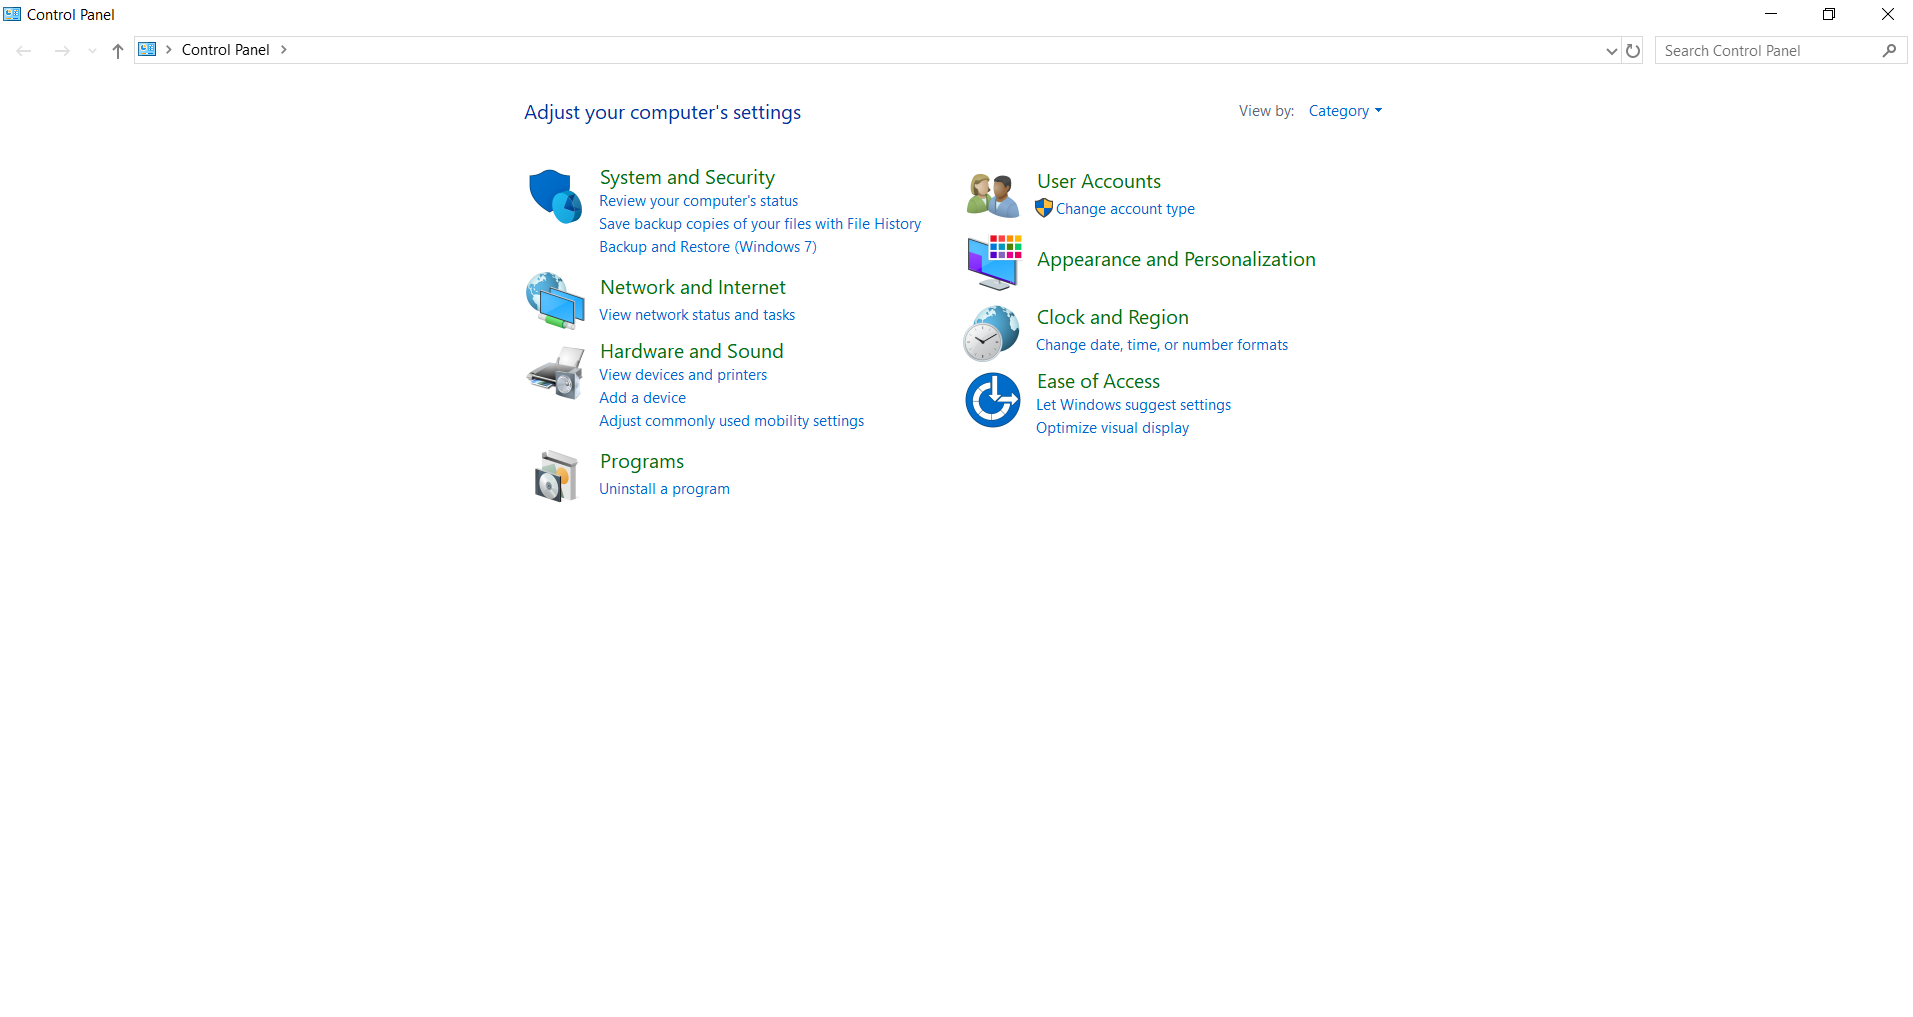 Control Panel
Control Panel
Search Control Panel
Adjust your computer's settings
View by: Category
System and Security
Review your computer's status
Save backup copies of your files with File History
Backup and Restore (Windows 7)
Network and Internet
View network status and tasks
Hardware and Sound
View devices and printers
Add a device
Adjust commonly used mobility settings
Programs
Uninstall a program
User Accounts
Change account type
Appearance and Personalization
Clock and Region
Change date, time, or number formats
Ease of Access
Let Windows suggest settings
Optimize visual display